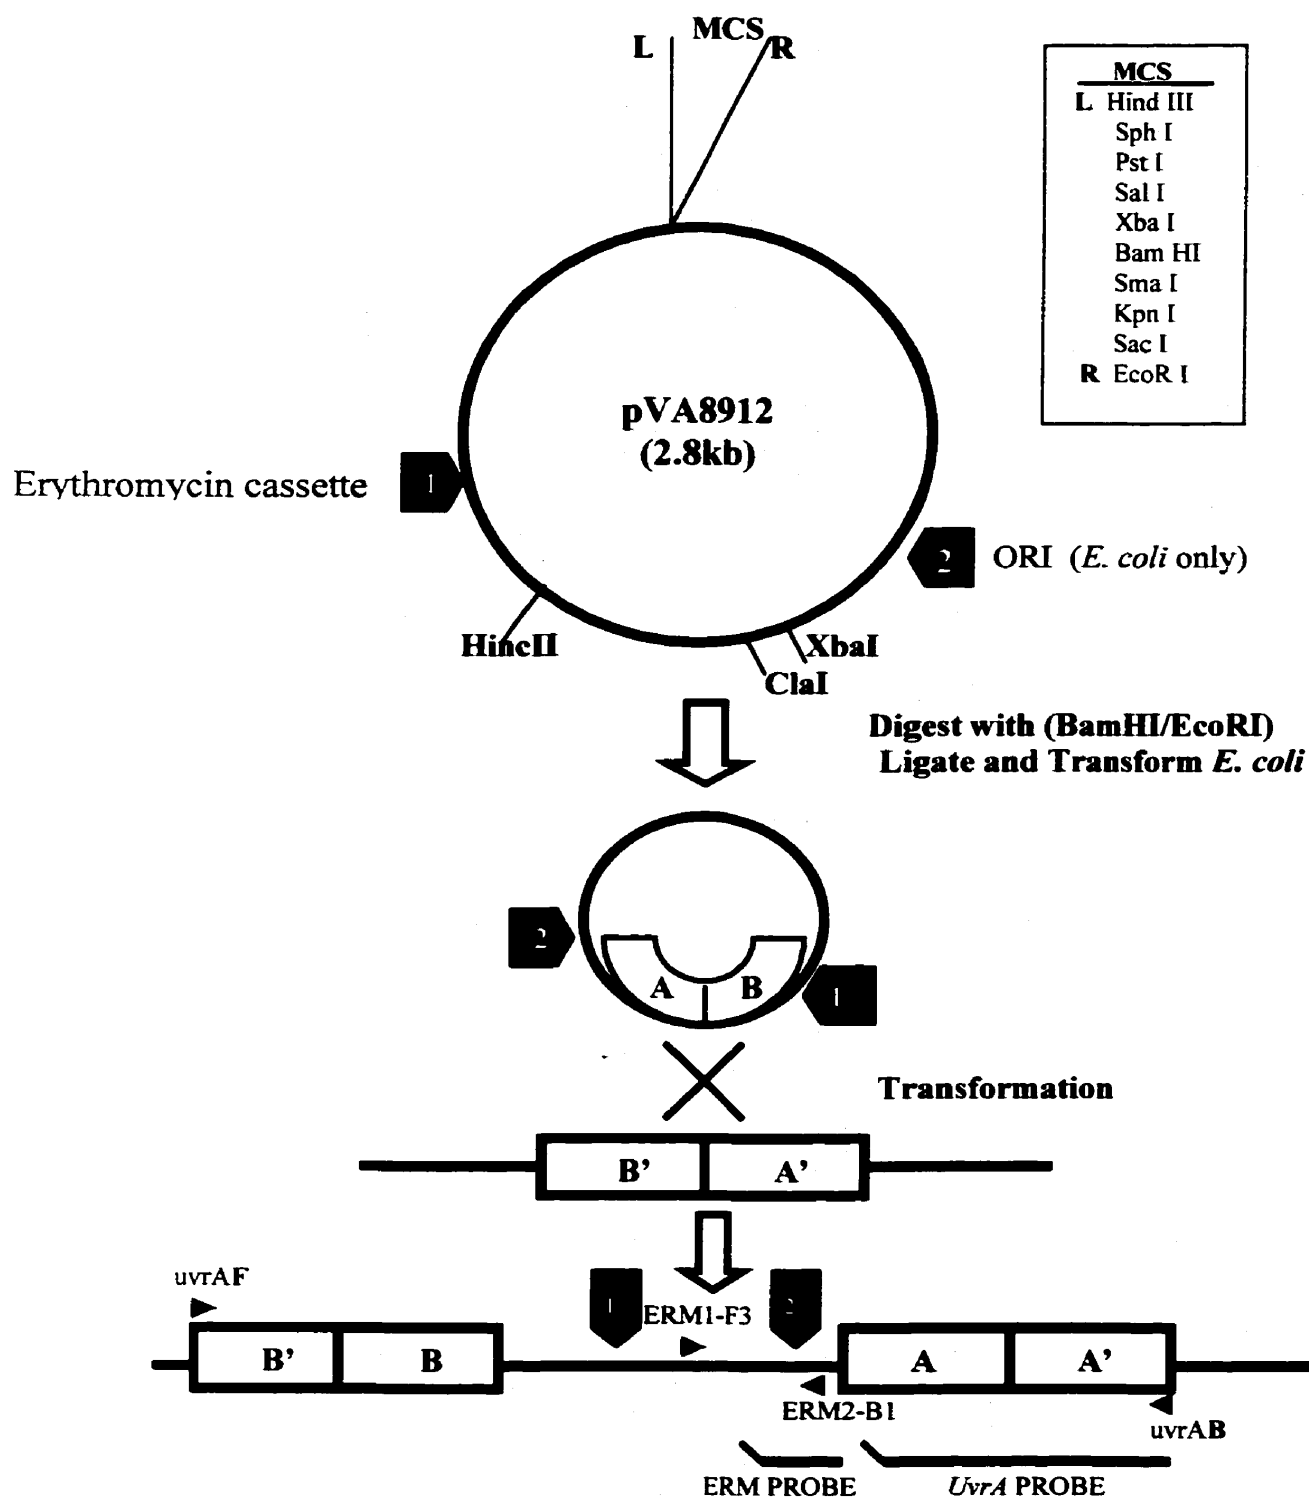 L MCS R
MCS
L Hind III
Sph I
Pst I
Sal I
Xba I
Bam HI
Sma I
Kpn I
Sac I
R EcoR I
pVA8912
(2.8kb)
Erythromycin cassette 1
2 ORI (E. coli only)
HincII
XbaI
ClaI
Digest with (BamHI/EcoRI)
Ligate and Transform E. coli
2
A B
1
Transformation
B’ A’
uvrAF
1
ERM1-F3
2
B’ B A A’
ERM2-B1
uvrAB
ERM PROBE
UvrA PROBE